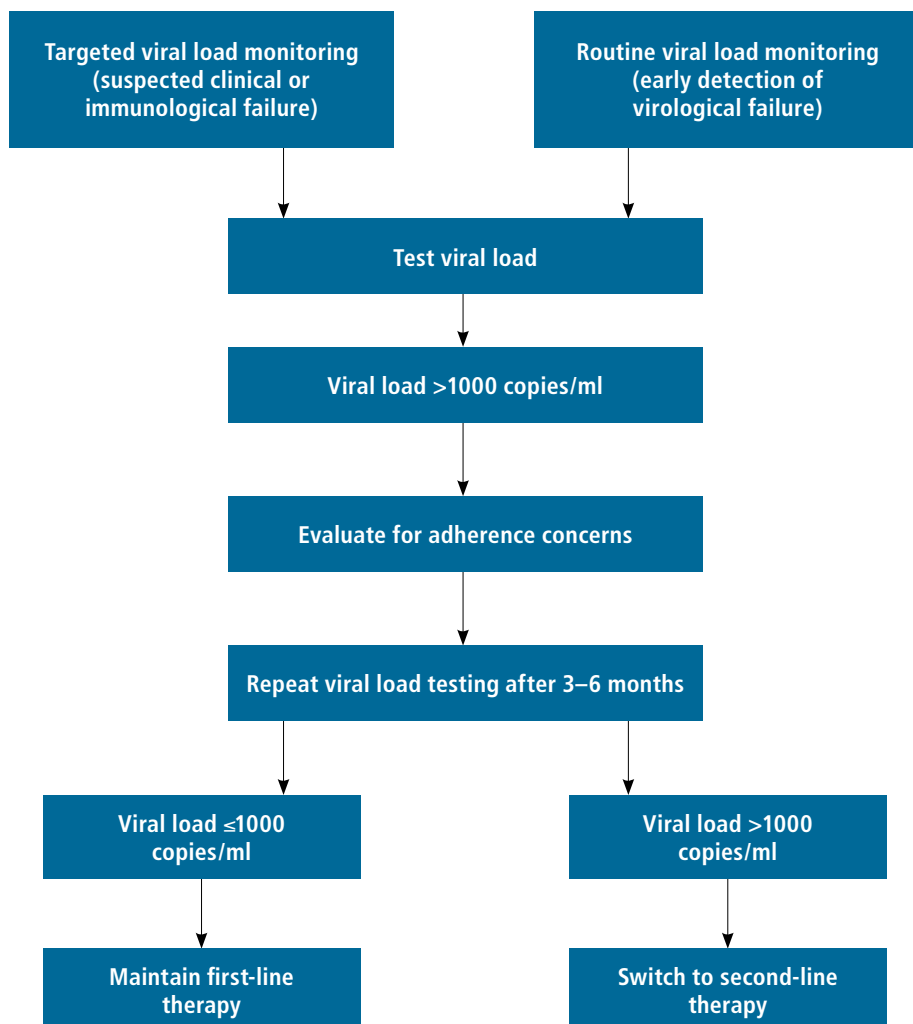 Targeted viral load monitoring
(suspected clinical or
immunological failure)
Routine viral load monitoring
(early detection of
virological failure)
Test viral load
Viral load >1000 copies/ml
Evaluate for adherence concerns
Repeat viral load testing after 3–6 months
Viral load ≤1000
copies/ml
Viral load >1000
copies/ml
Maintain first-line
therapy
Switch to second-line
therapy